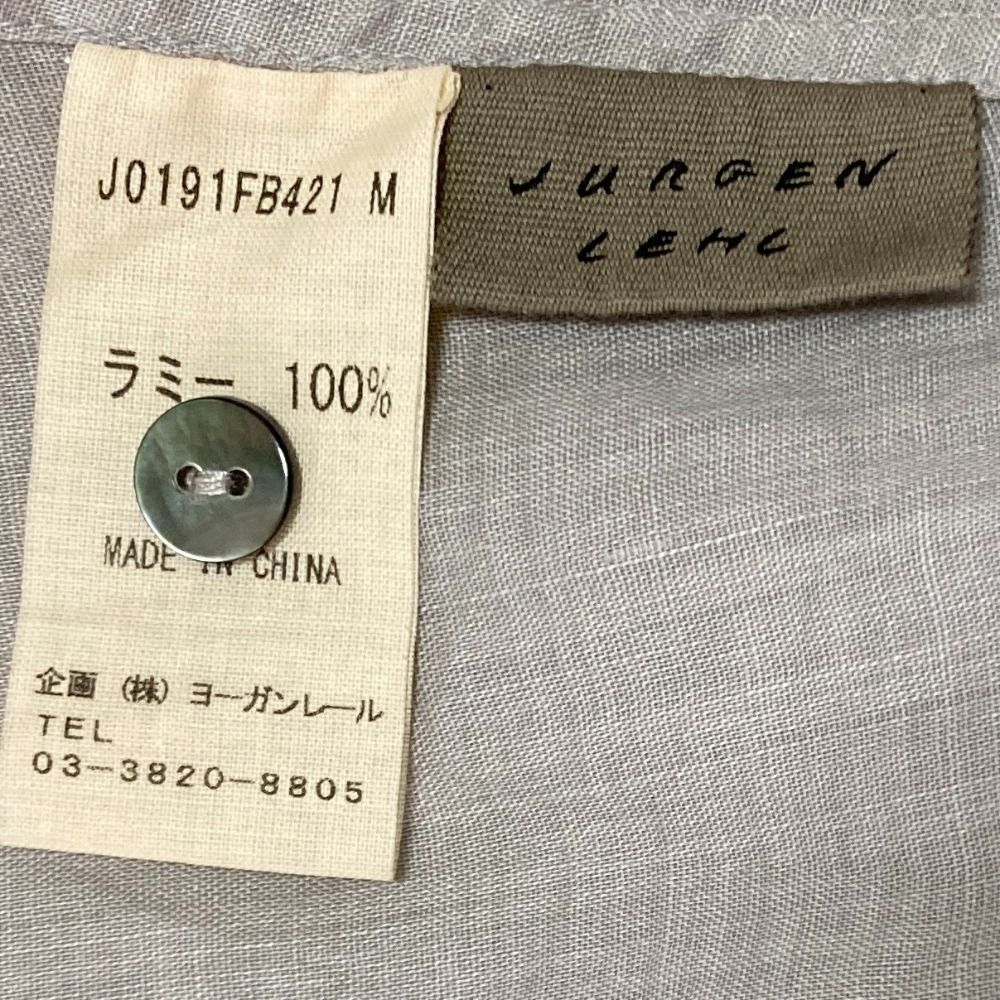 J0191FB421 M
ラミー 100%
MADE IN CHINA
企画 (株) ヨーガンレール
TEL
03-3820-8805
JURGEN
LEHL